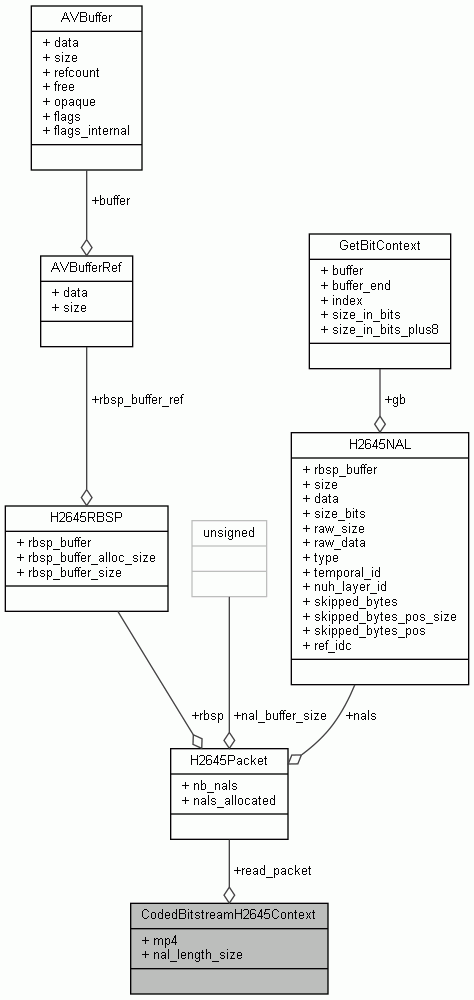 AVBuffer
+ data
+ size
+ refcount
+ free
+ opaque
+ flags
+ flags_internal
+buffer
AVBufferRef
+ data
+ size
GetBitContext
+ buffer
+ buffer_end
+ index
+ size_in_bits
+ size_in_bits_plus8
+rbsp_buffer_ref
+gb
H2645RBSP
+ rbsp_buffer
+ rbsp_buffer_alloc_size
+ rbsp_buffer_size
unsigned
H2645NAL
+ rbsp_buffer
+ size
+ data
+ size_bits
+ raw_size
+ raw_data
+ type
+ temporal_id
+ nuh_layer_id
+ skipped_bytes
+ skipped_bytes_pos_size
+ skipped_bytes_pos
+ ref_idc
+rbsp
+nal_buffer_size
+nals
H2645Packet
+ nb_nals
+ nals_allocated
+read_packet
CodedBitstreamH2645Context
+ mp4
+ nal_length_size